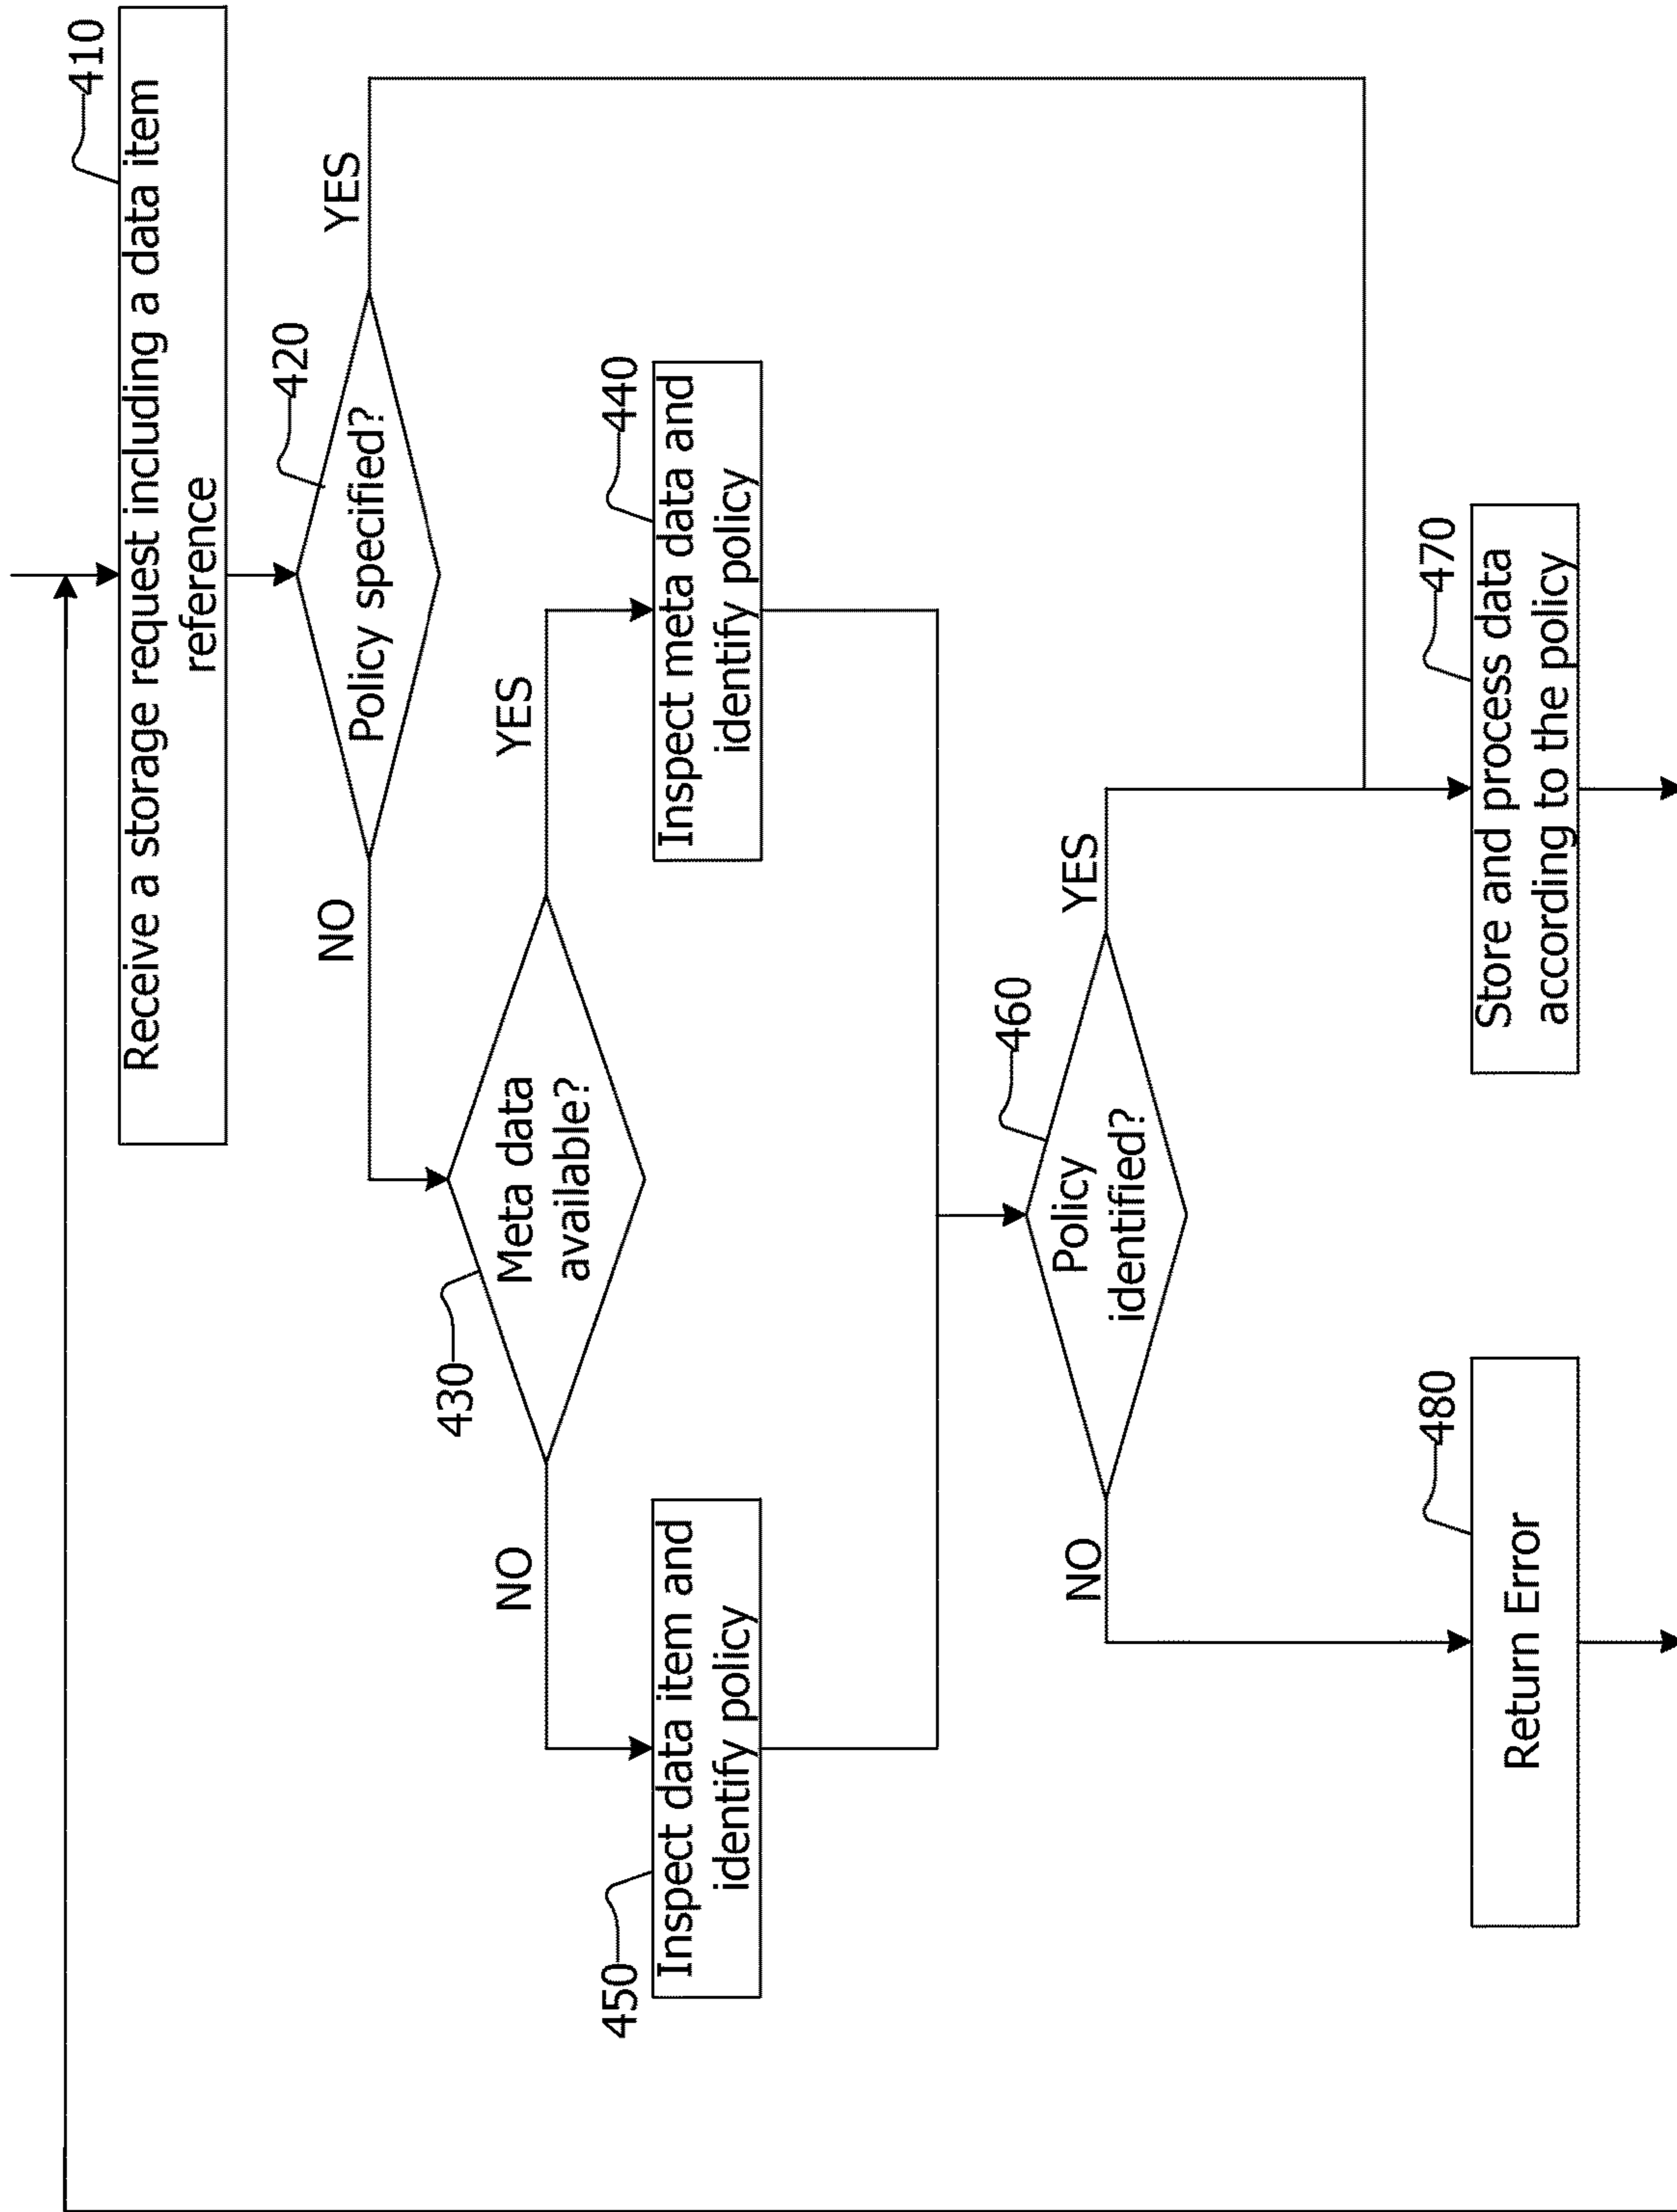 410
Receive a storage request including a data item
reference
420
Policy specified?
YES
NO
430
Meta data
available?
YES
NO
440
Inspect meta data and
identify policy
450
Inspect data item and
identify policy
460
Policy
identified?
YES
NO
470
Store and process data
according to the policy
480
Return Error